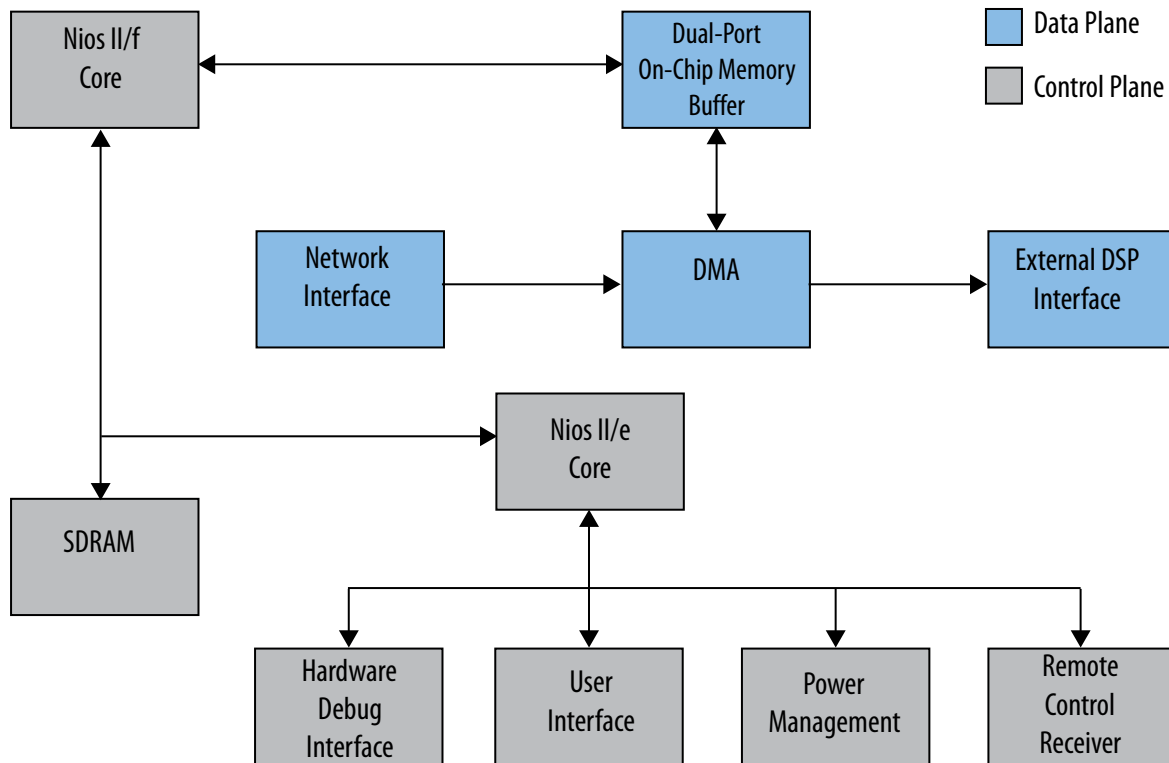 Nios II/f
Core
Dual-Port
On-Chip Memory
Buffer
Data Plane
Control Plane
Network
Interface
DMA
External DSP
Interface
Nios II/e
Core
SDRAM
Hardware
Debug
Interface
User
Interface
Power
Management
Remote
Control
Receiver